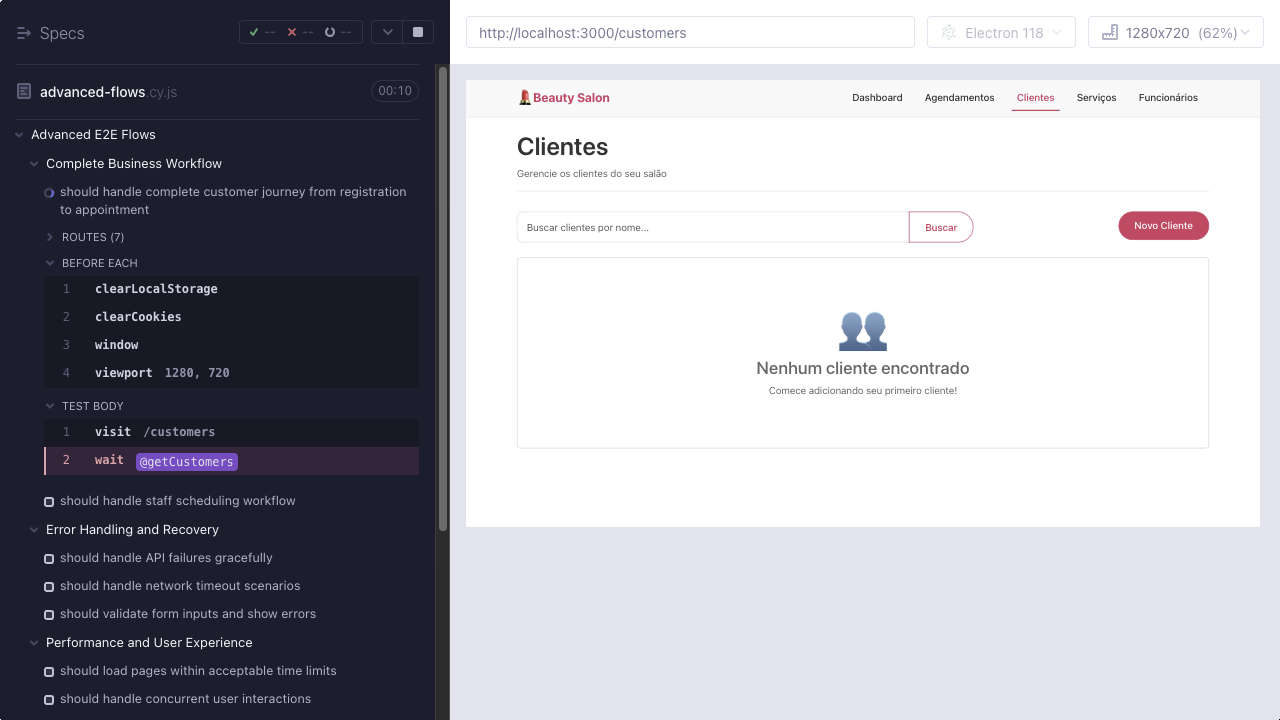 Specs
--
--
--
advanced-flows.cy.js
00:10
Advanced E2E Flows
Complete Business Workflow
should handle complete customer journey from registration
to appointment
ROUTES (7)
BEFORE EACH
1 clearLocalStorage
2 clearCookies
3 window
4 viewport 1280, 720
TEST BODY
1 visit /customers
2 wait @getCustomers
should handle staff scheduling workflow
Error Handling and Recovery
should handle API failures gracefully
should handle network timeout scenarios
should validate form inputs and show errors
Performance and User Experience
should load pages within acceptable time limits
should handle concurrent user interactions
http://localhost:3000/customers
Electron 118
1280x720 (62%)
Beauty Salon
Dashboard Agendamentos Clientes Serviços Funcionários
Clientes
Gerencie os clientes do seu salão
Buscar clientes por nome...
Buscar
Novo Cliente
Nenhum cliente encontrado
Comece adicionando seu primeiro cliente!